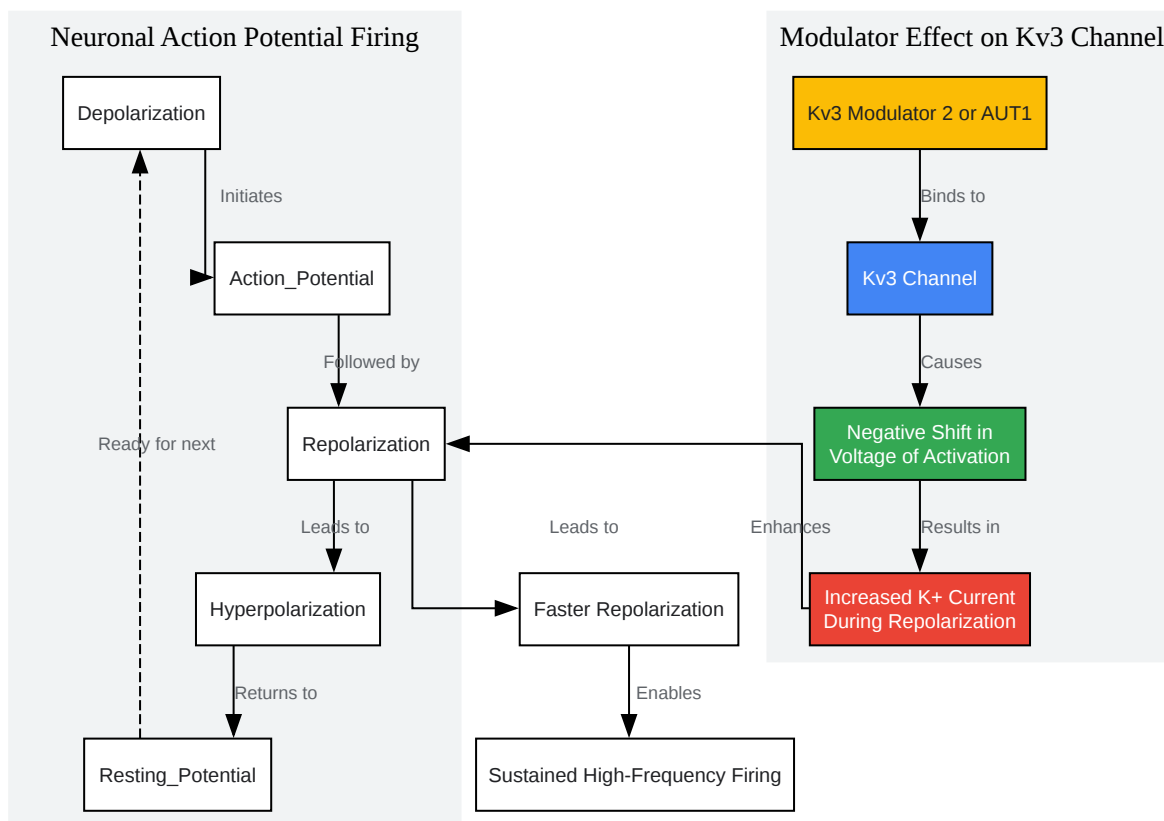 Neuronal Action Potential Firing
Modulator Effect on Kv3 Channel
Depolarization
Kv3 Modulator 2 or AUT1
Initiates
Binds to
Action_Potential
Kv3 Channel
Followed by
Causes
Repolarization
Negative Shift in
Voltage of Activation
Ready for next
Leads to
Leads to
Enhances
Results in
Hyperpolarization
Faster Repolarization
Increased K+ Current
During Repolarization
Returns to
Enables
Resting_Potential
Sustained High-Frequency Firing